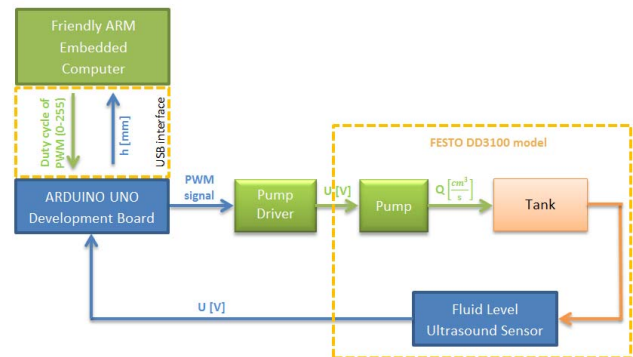 Friendly ARM
Embedded
Computer
Duty cycle of
PWM (0-255)
h [mm]
USB interface
FESTO DD3100 model
ARDUINO UNO
Development Board
PWM
signal
Pump
Driver
U [V]
Pump
Q [cm³/s]
Tank
U [V]
Fluid Level
Ultrasound Sensor